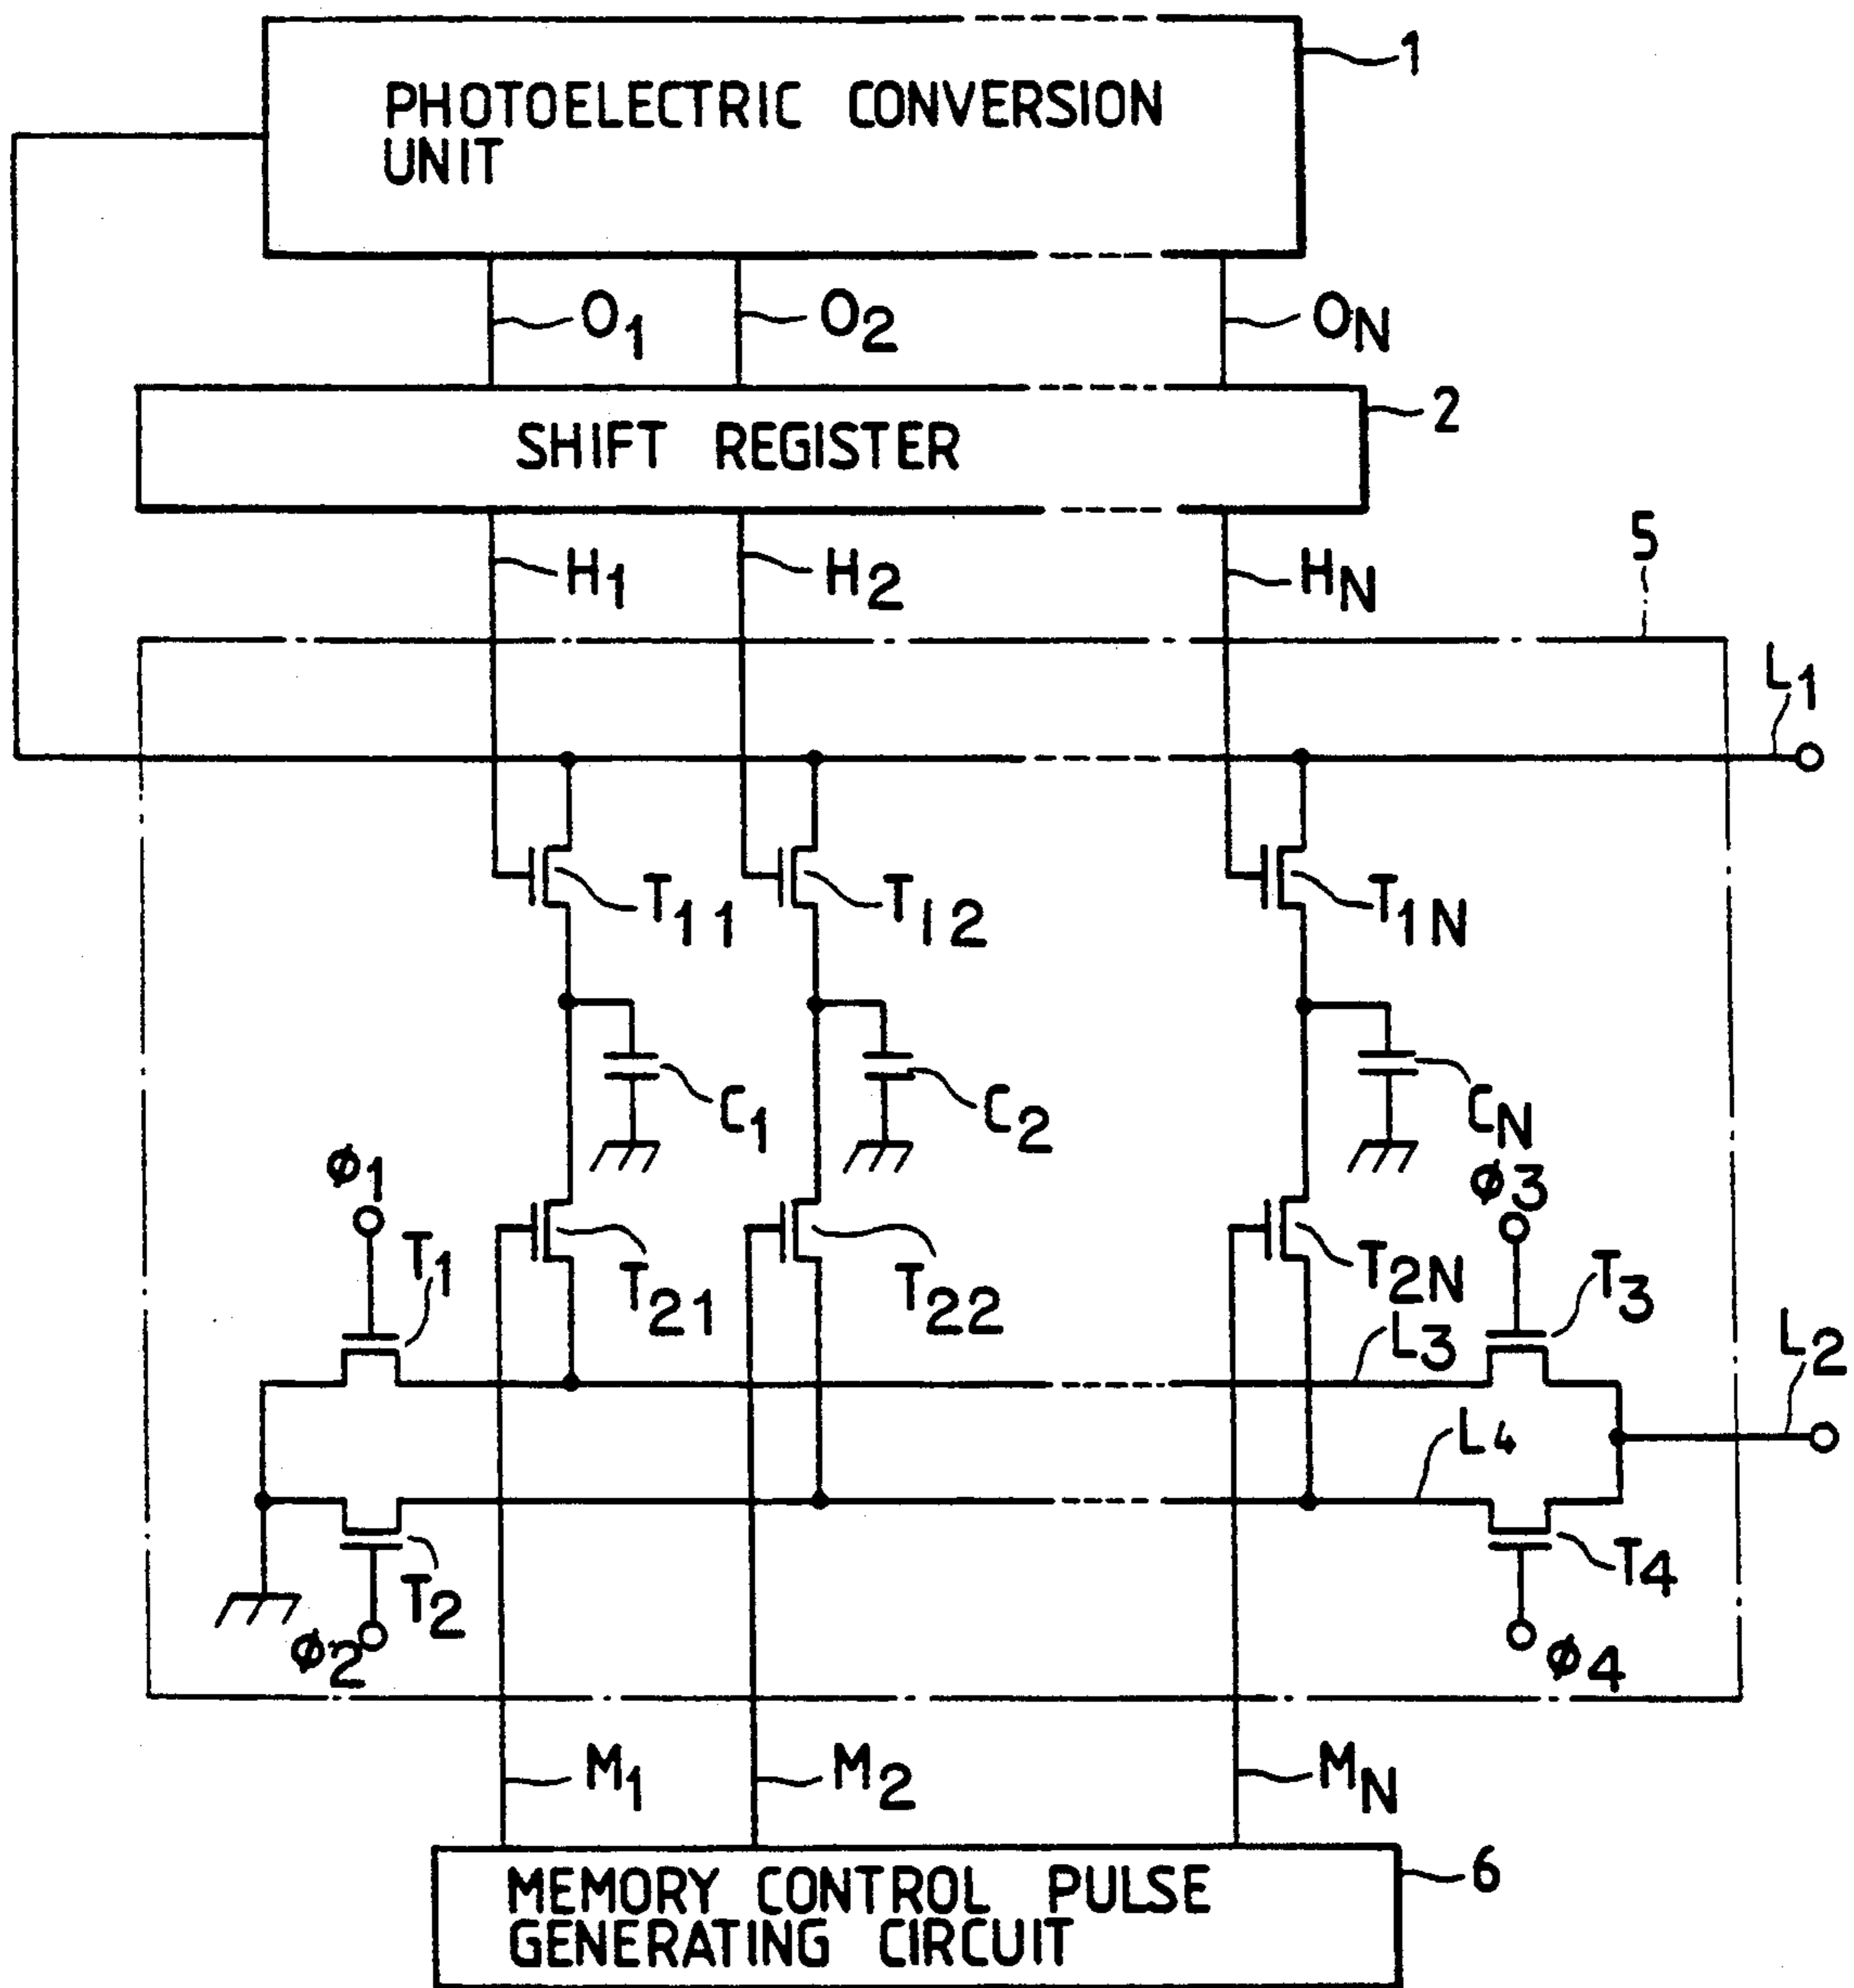 1
PHOTOELECTRIC CONVERSION
UNIT
O1 O2 ON
2
SHIFT REGISTER
5
H1 H2 HN
L1
T11 T12 T1N
C1 C2 CN
φ1 φ3
T1 T21 T22 T2N T3
L3 L2
L4
T2 T4
φ2 φ4
M1 M2 MN
6
MEMORY CONTROL PULSE
GENERATING CIRCUIT